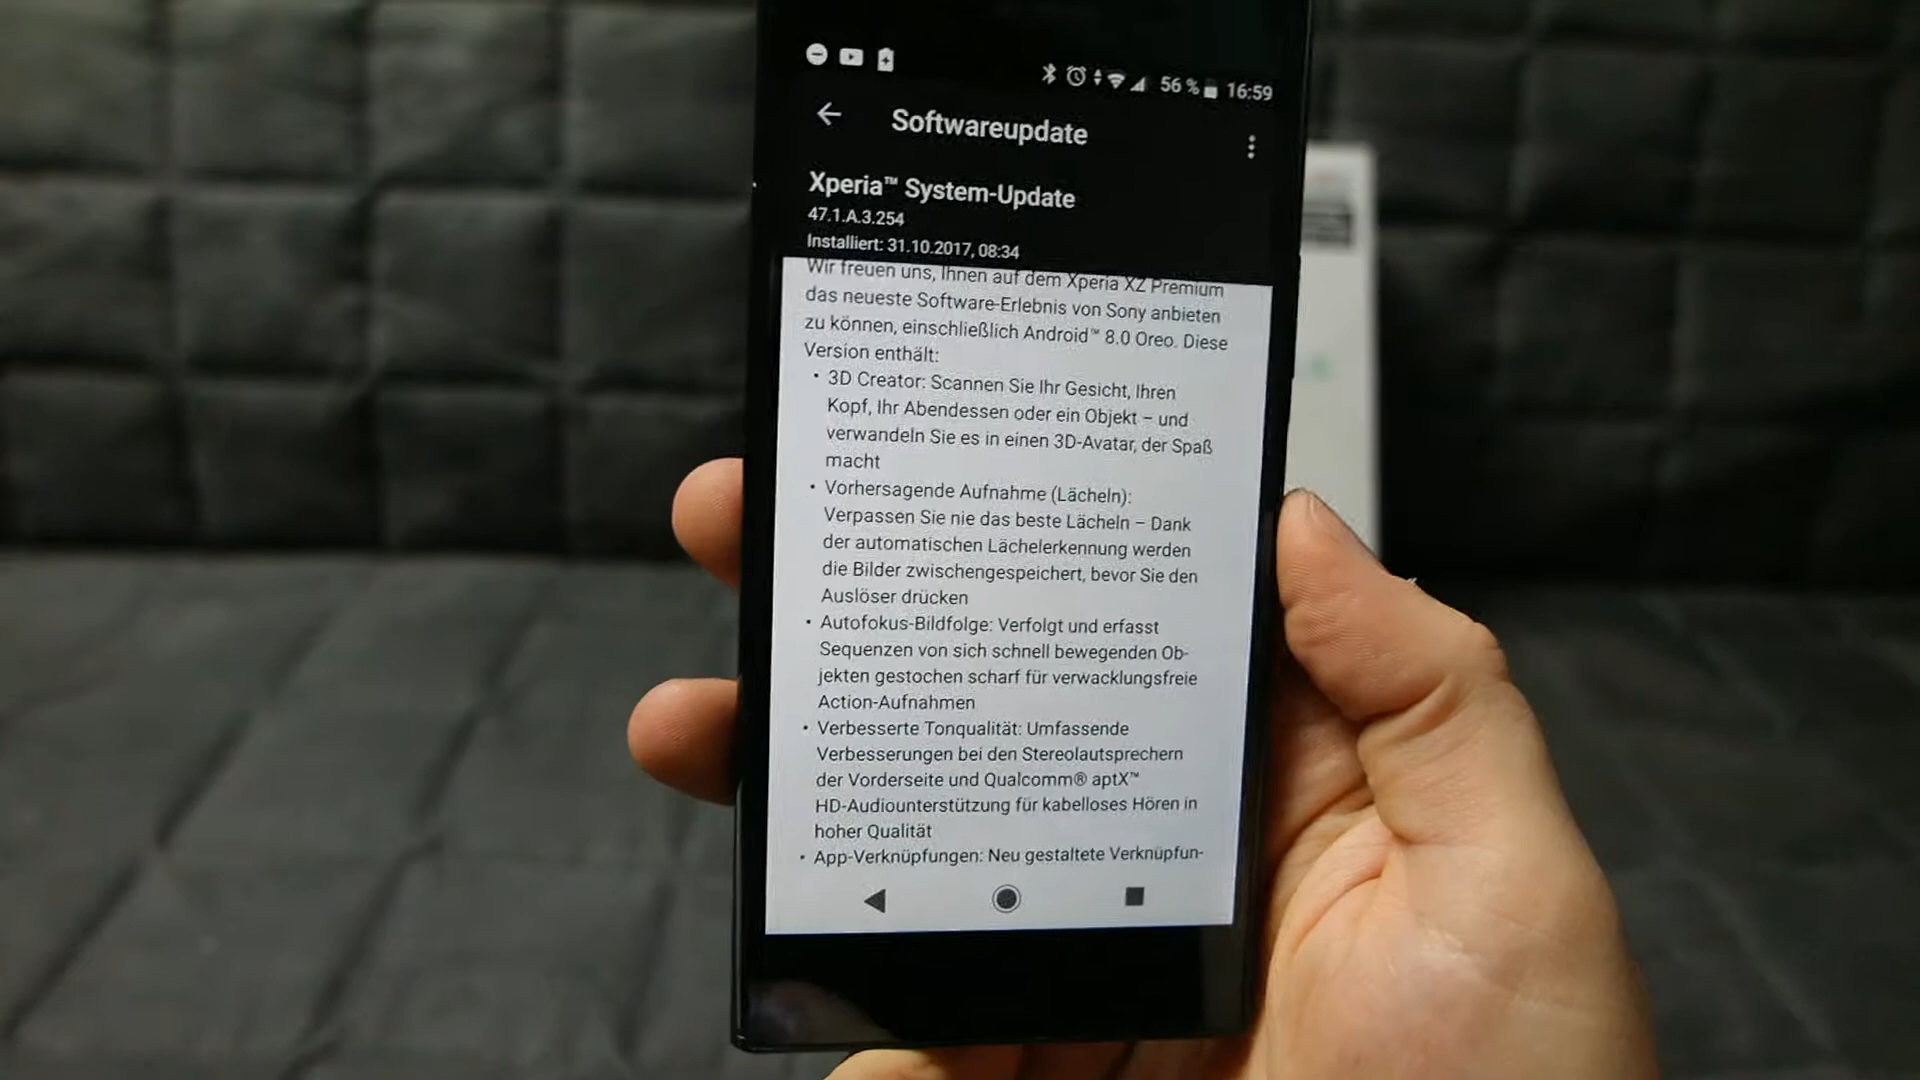 56 % 16:59
Softwareupdate
Xperia™ System-Update
47.1.A.3.254
Installiert: 31.10.2017, 08:34
Wir freuen uns, Ihnen auf dem Xperia XZ Premium
das neueste Software-Erlebnis von Sony anbieten
zu können, einschließlich Android™ 8.0 Oreo. Diese
Version enthält:
• 3D Creator: Scannen Sie Ihr Gesicht, Ihren
Kopf, Ihr Abendessen oder ein Objekt – und
verwandeln Sie es in einen 3D-Avatar, der Spaß
macht
• Vorhersagende Aufnahme (Lächeln):
Verpassen Sie nie das beste Lächeln – Dank
der automatischen Lächelerkennung werden
die Bilder zwischengespeichert, bevor Sie den
Auslöser drücken
• Autofokus-Bildfolge: Verfolgt und erfasst
Sequenzen von sich schnell bewegenden Ob-
jekten gestochen scharf für verwacklungsfreie
Action-Aufnahmen
• Verbesserte Tonqualität: Umfassende
Verbesserungen bei den Stereolautsprechern
der Vorderseite und Qualcomm® aptX™
HD-Audiounterstützung für kabelloses Hören in
hoher Qualität
• App-Verknüpfungen: Neu gestaltete Verknüpfun-